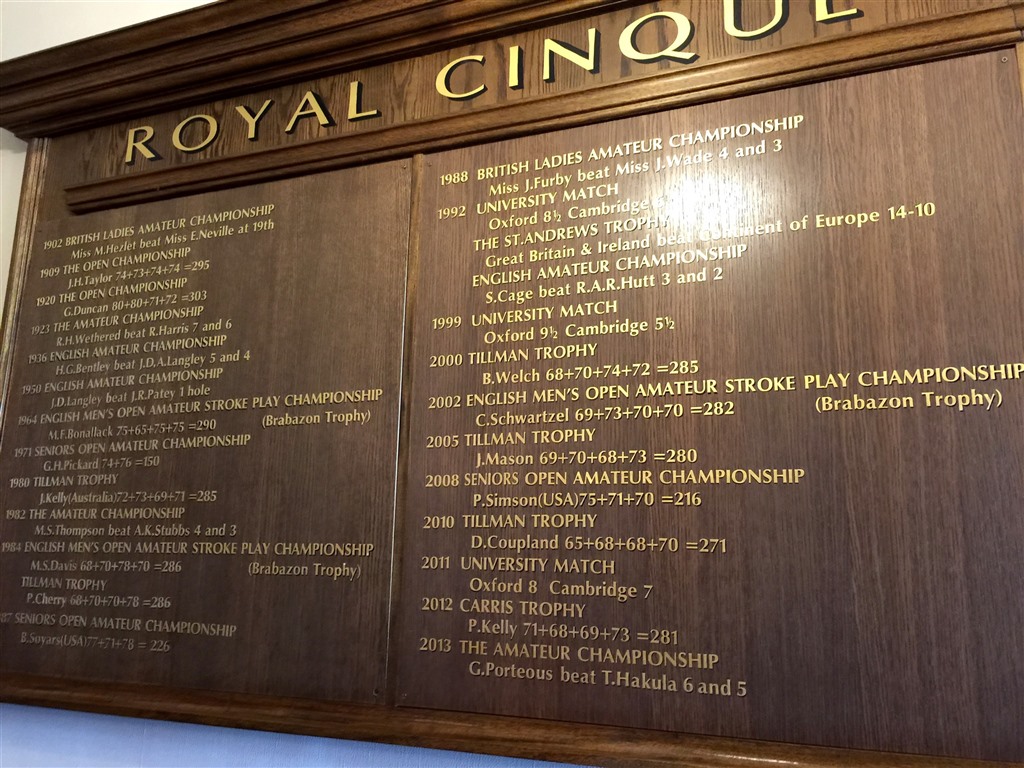 ROYAL CINQUE
1902 BRITISH LADIES AMATEUR CHAMPIONSHIP
Miss M.Hezlet beat Miss E.Neville at 19th
1909 THE OPEN CHAMPIONSHIP
J.H.Taylor 74+73+74+74 =295
1920 THE OPEN CHAMPIONSHIP
G.Duncan 80+80+71+72 =303
1923 THE AMATEUR CHAMPIONSHIP
R.H.Wethered beat R.Harris 7 and 6
1936 ENGLISH AMATEUR CHAMPIONSHIP
H.G.Bentley beat J.D.A.Langley 5 and 4
1950 ENGLISH AMATEUR CHAMPIONSHIP
J.D.Langley beat J.R.Patey 1 hole
1964 ENGLISH MEN'S OPEN AMATEUR STROKE PLAY CHAMPIONSHIP
M.F.Bonallack 75+65+75+75 =290 (Brabazon Trophy)
1971 SENIORS OPEN AMATEUR CHAMPIONSHIP
G.H.Pickard 74+76 =150
1980 TILLMAN TROPHY
J.Kelly(Australia)72+73+69+71 =285
1982 THE AMATEUR CHAMPIONSHIP
M.S.Thompson beat A.K.Stubbs 4 and 3
1984 ENGLISH MEN'S OPEN AMATEUR STROKE PLAY CHAMPIONSHIP
M.S.Davis 68+70+78+70 =286 (Brabazon Trophy)
TILLMAN TROPHY
P.Cherry 68+70+70+78 =286
87 SENIORS OPEN AMATEUR CHAMPIONSHIP
B.Soyars(USA)77+71+78 = 226
1988 BRITISH LADIES AMATEUR CHAMPIONSHIP
Miss J.Furby beat Miss J.Wade 4 and 3
1992 UNIVERSITY MATCH
Oxford 8½ Cambridge
THE ST.ANDREWS TROPHY
Great Britain & Ireland beat Continent of Europe 14-10
ENGLISH AMATEUR CHAMPIONSHIP
S.Cage beat R.A.R.Hutt 3 and 2
1999 UNIVERSITY MATCH
Oxford 9½ Cambridge 5½
2000 TILLMAN TROPHY
B.Welch 68+70+74+72 =285
2002 ENGLISH MEN'S OPEN AMATEUR STROKE PLAY CHAMPIONSHIP
C.Schwartzel 69+73+70+70 =282 (Brabazon Trophy)
2005 TILLMAN TROPHY
J.Mason 69+70+68+73 =280
2008 SENIORS OPEN AMATEUR CHAMPIONSHIP
P.Simson(USA)75+71+70 =216
2010 TILLMAN TROPHY
D.Coupland 65+68+68+70 =271
2011 UNIVERSITY MATCH
Oxford 8 Cambridge 7
2012 CARRIS TROPHY
P.Kelly 71+68+69+73 =281
2013 THE AMATEUR CHAMPIONSHIP
G.Porteous beat T.Hakula 6 and 5